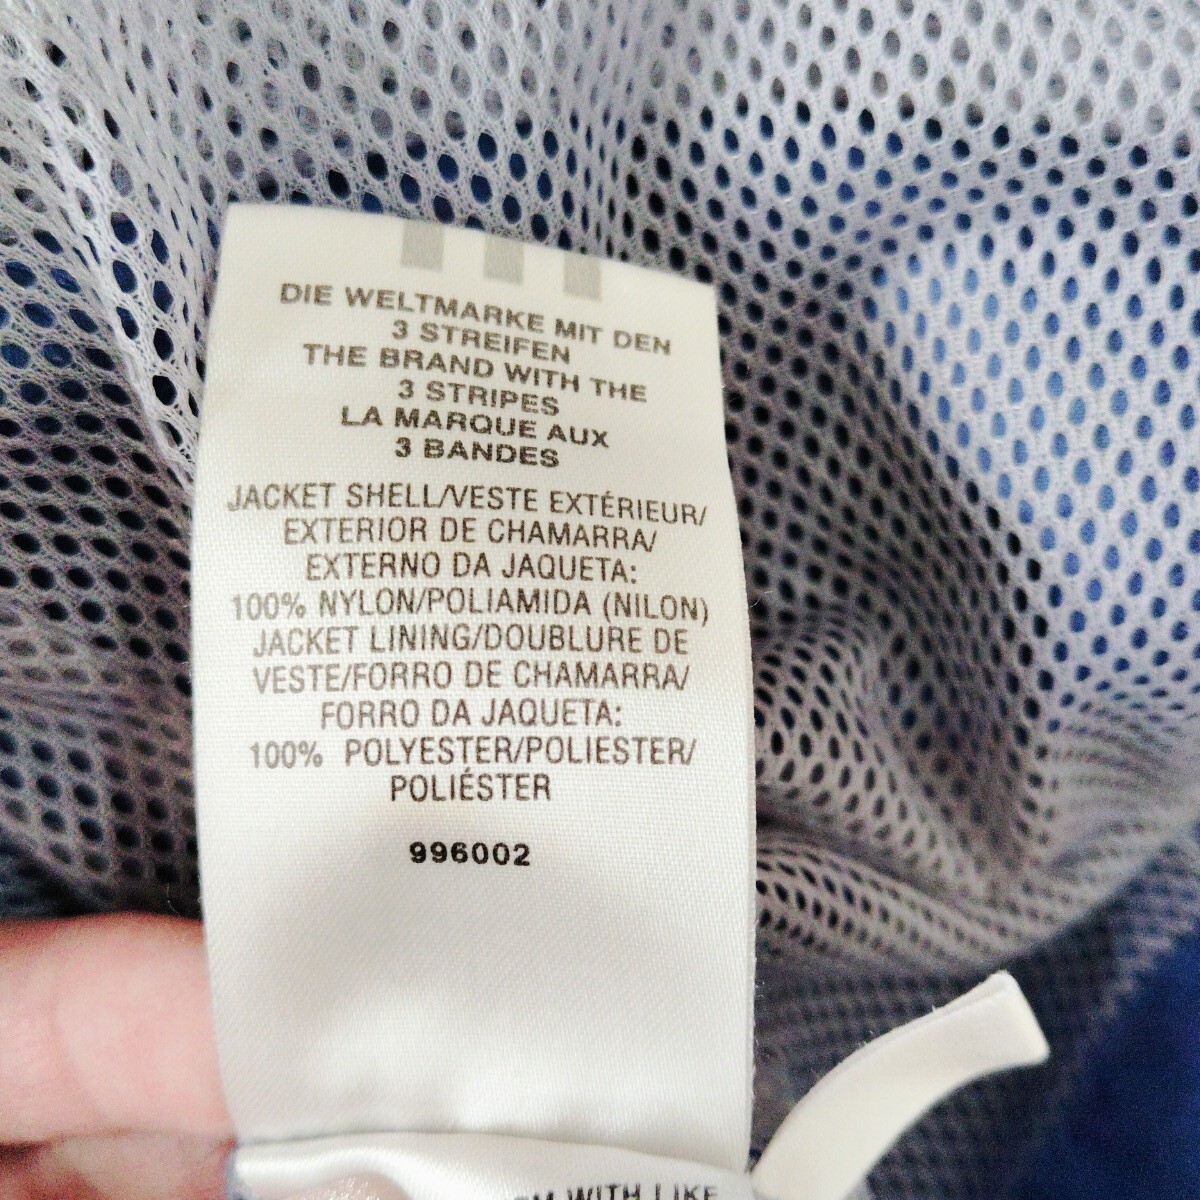 DIE WELTMARKE MIT DEN
3 STREIFEN
THE BRAND WITH THE
3 STRIPES
LA MARQUE AUX
3 BANDES
JACKET SHELL/VESTE EXTÉRIEUR/
EXTERIOR DE CHAMARRA/
EXTERNO DA JAQUETA:
100% NYLON/POLIAMIDA (NILON)
JACKET LINING/DOUBLURE DE
VESTE/FORRO DE CHAMARRA/
FORRO DA JAQUETA:
100% POLYESTER/POLIESTER/
POLIÉSTER
996002
WITH LIKE